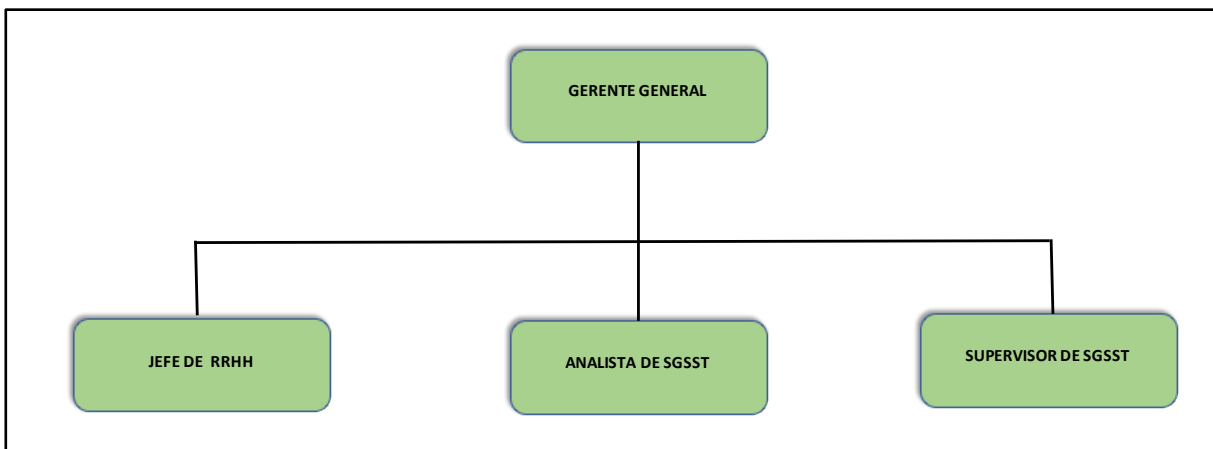 GERENTE GENERAL
JEFE DE RRHH
ANALISTA DE SGSST
SUPERVISOR DE SGSST